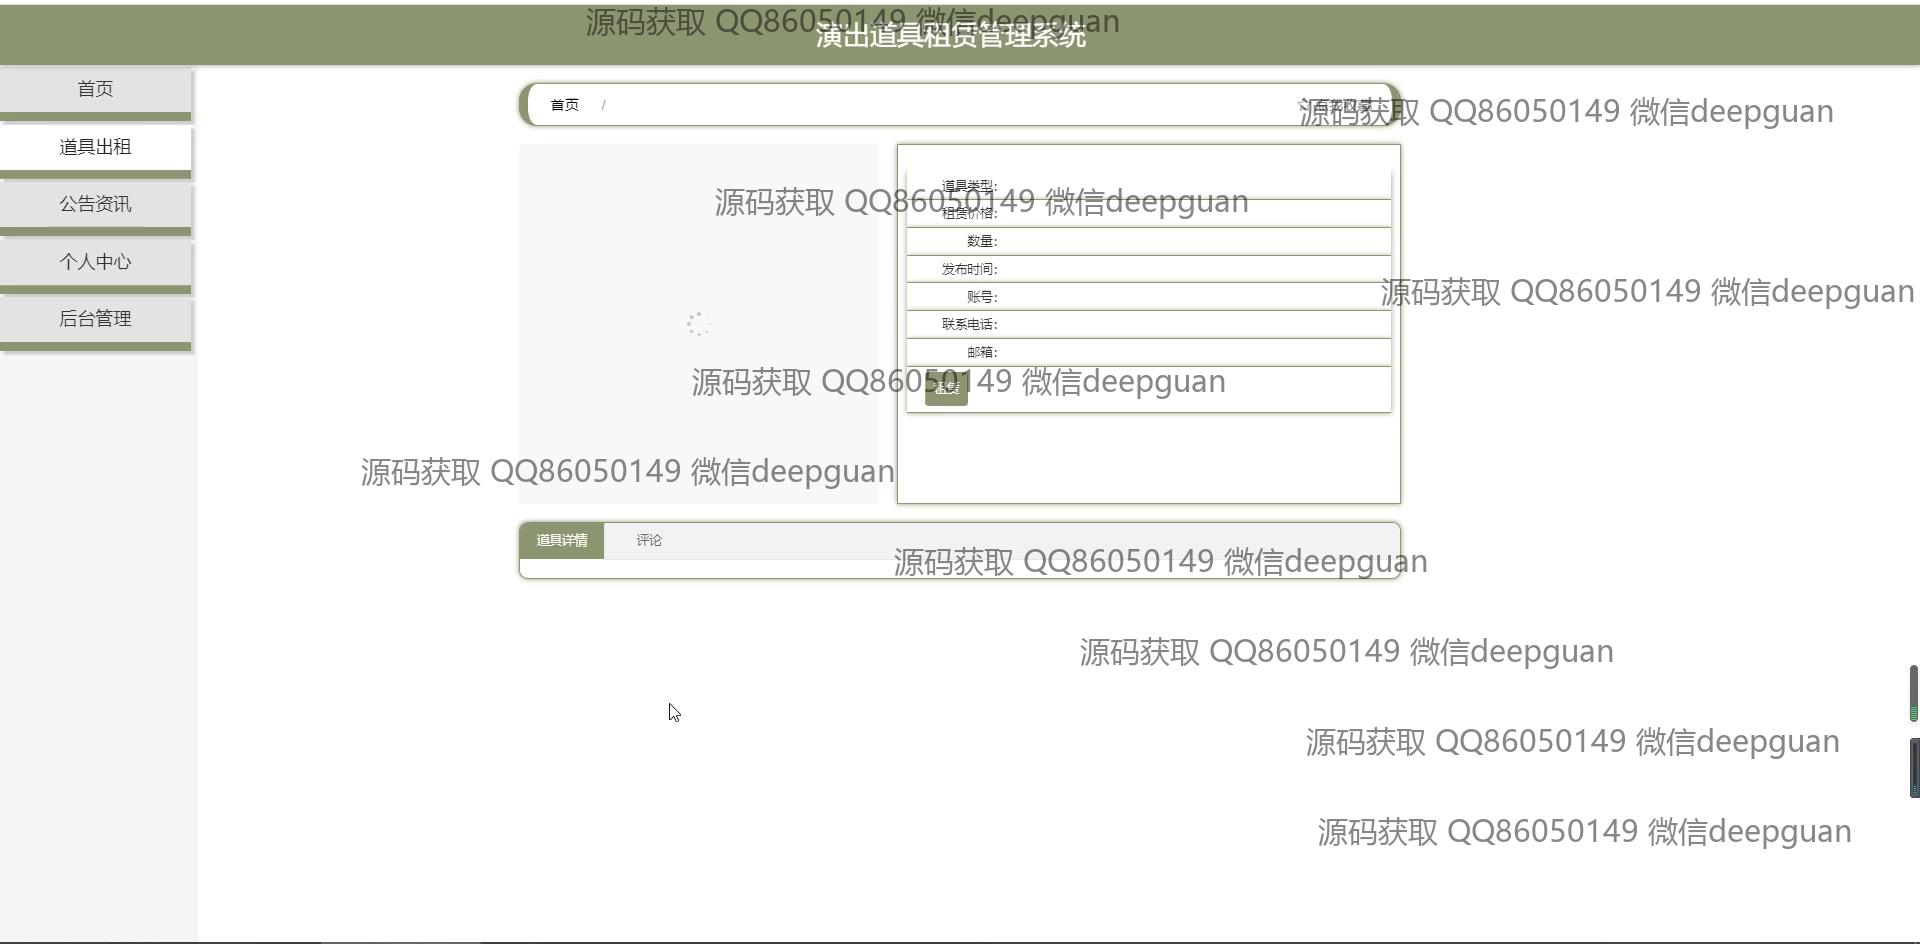 源码获取 QQ86050149 微信deepguan
演出道具租赁管理系统
首页
道具出租
公告资讯
个人中心
后台管理
首页 /
源码获取 QQ86050149 微信deepguan
道具类型:
源码获取 QQ86050149 微信deepguan
租赁价格:
数量:
发布时间:
账号:
源码获取 QQ86050149 微信deepguan
联系电话:
邮箱:
源码获取 QQ86050149 微信deepguan
租赁
源码获取 QQ86050149 微信deepguan
道具详情 评论
源码获取 QQ86050149 微信deepguan
源码获取 QQ86050149 微信deepguan
源码获取 QQ86050149 微信deepguan
源码获取 QQ86050149 微信deepguan